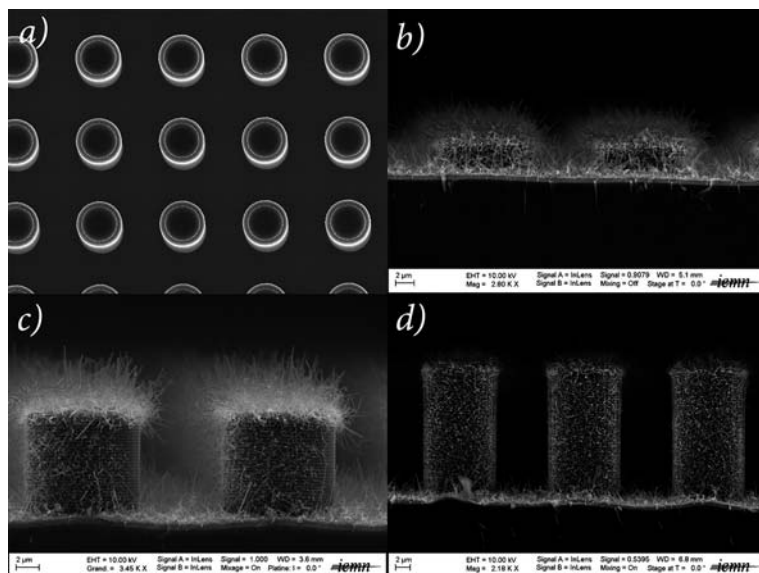 a)
b)
2 µm
EHT = 10.00 kV Signal A = InLens Signal = 0.9079 WD = 5.1 mm
Mag = 2.80 K X Signal B = InLens Mixing = Off Stage at T = 0.0 ° iemn
c)
2 µm
EHT = 10.00 kV Signal A = InLens Signal = 1.000 WD = 3.6 mm
Grand. = 3.45 K X Signal B = InLens Mixage = On Platine: I = 0.0 ° iemn
d)
2 µm
EHT = 10.00 kV Signal A = InLens Signal = 0.5395 WD = 6.8 mm
Mag = 2.18 K X Signal B = InLens Mixing = On Stage at T = 0.0 ° iemn